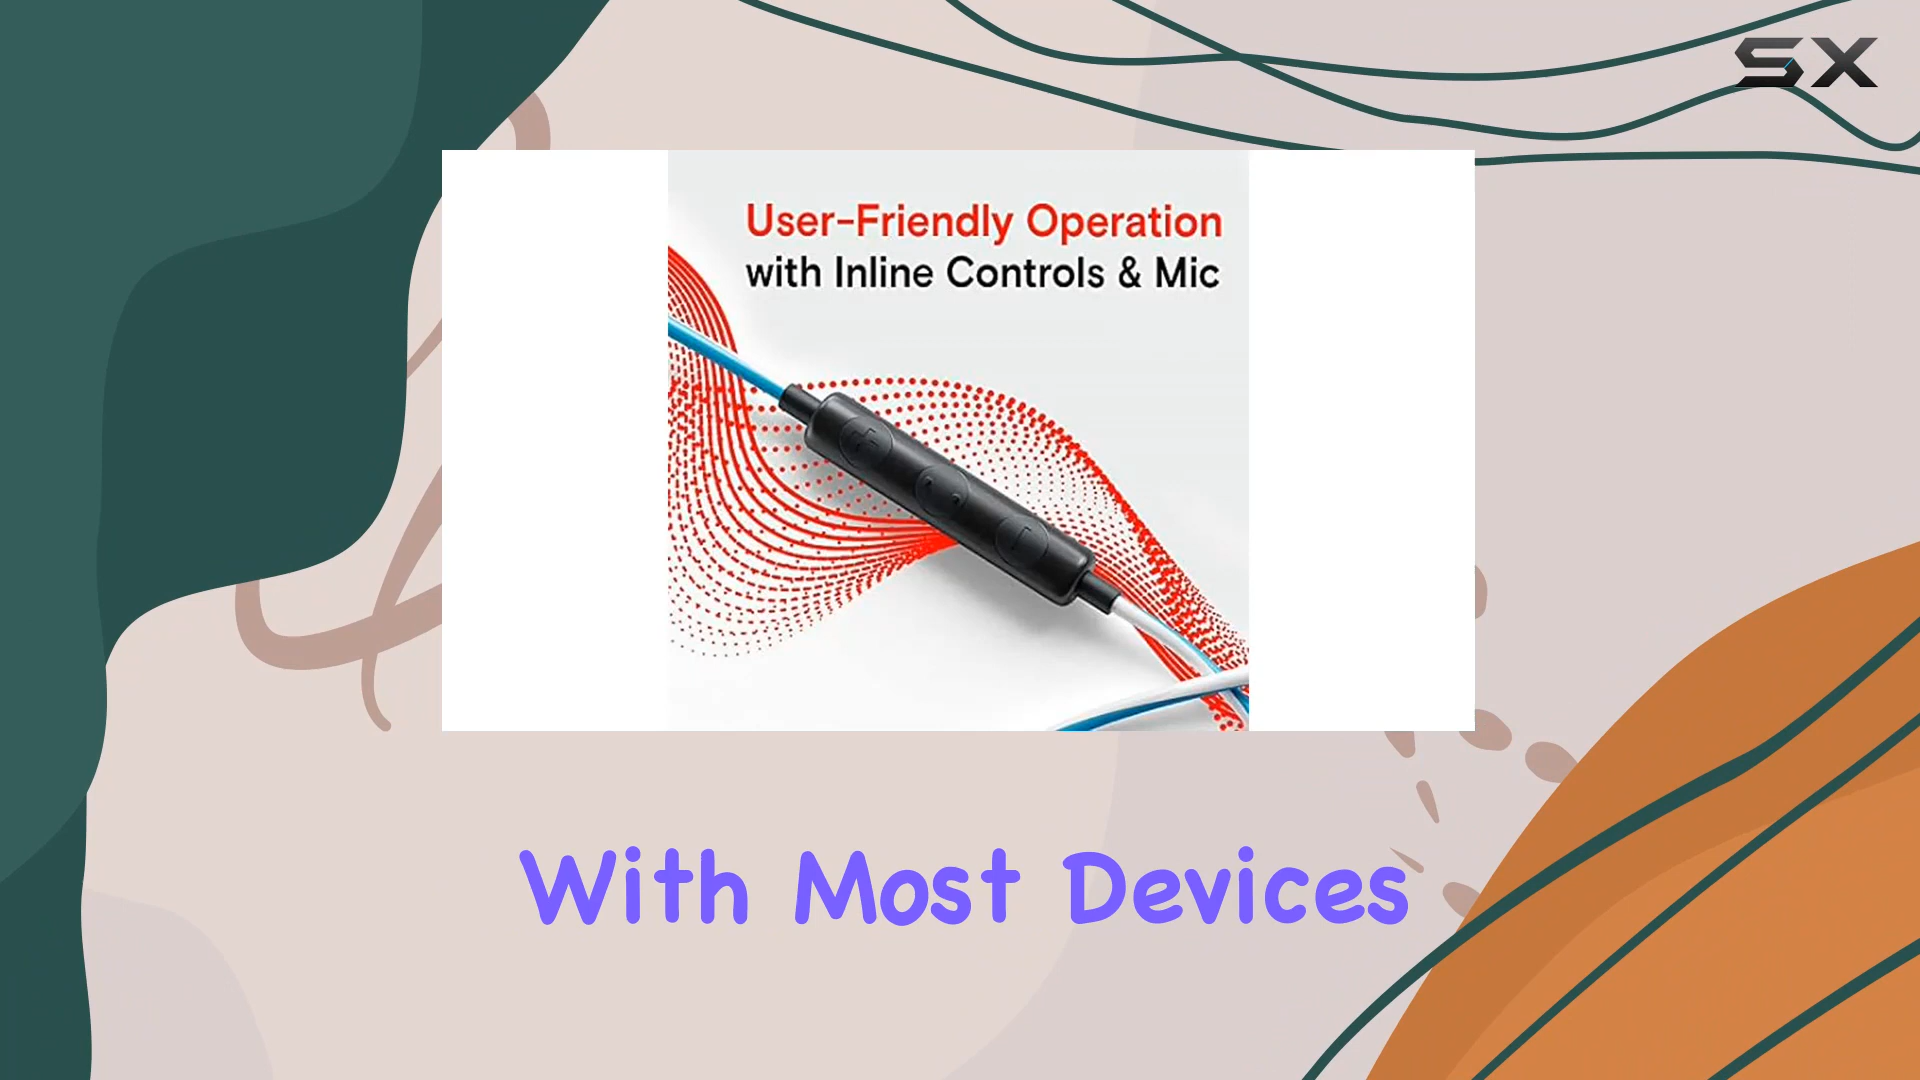 SX
User-Friendly Operation
with Inline Controls & Mic
With Most Devices